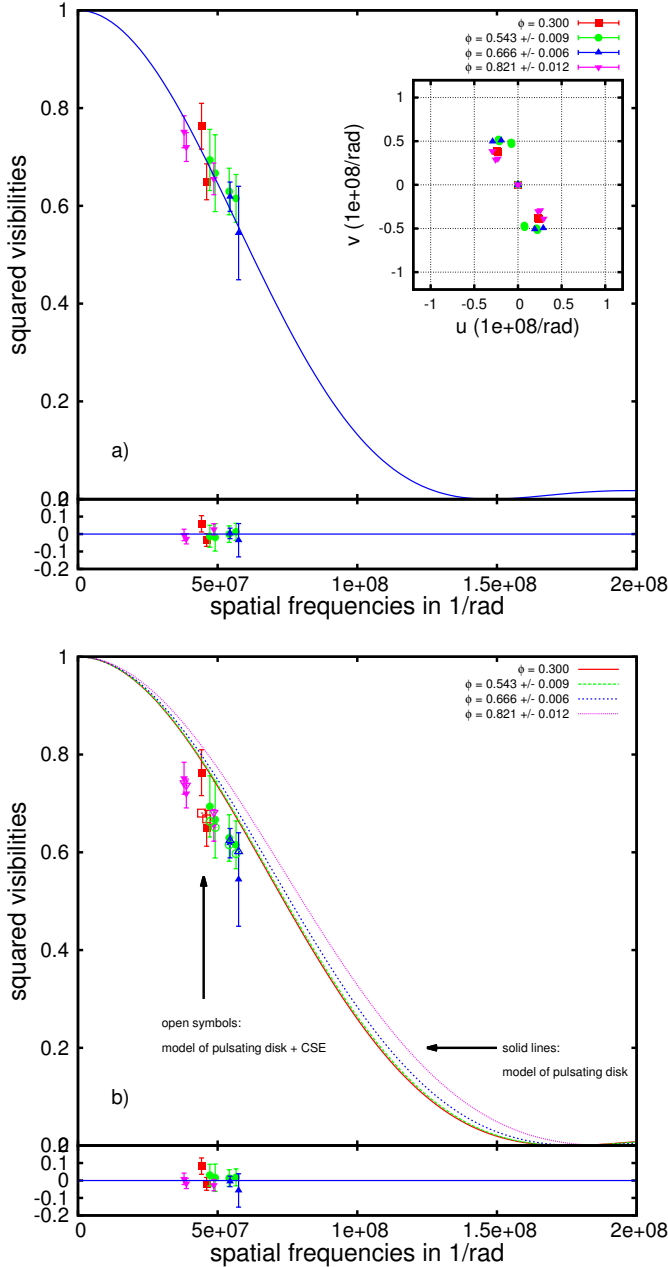 1
0.8
0.6
0.4
0.2
squared visibilities
ϕ = 0.300
ϕ = 0.543 +/- 0.009
ϕ = 0.666 +/- 0.006
ϕ = 0.821 +/- 0.012
1
0.5
0
-0.5
-1
v (1e+08/rad)
-1 -0.5 0 0.5 1
u (1e+08/rad)
a)
0.1
0
-0.1
-0.2
0 5e+07 1e+08 1.5e+08 2e+08
spatial frequencies in 1/rad
1
0.8
0.6
0.4
0.2
squared visibilities
ϕ = 0.300
ϕ = 0.543 +/- 0.009
ϕ = 0.666 +/- 0.006
ϕ = 0.821 +/- 0.012
open symbols:
model of pulsating disk + CSE
solid lines:
model of pulsating disk
b)
0.1
0
-0.1
-0.2
0 5e+07 1e+08 1.5e+08 2e+08
spatial frequencies in 1/rad